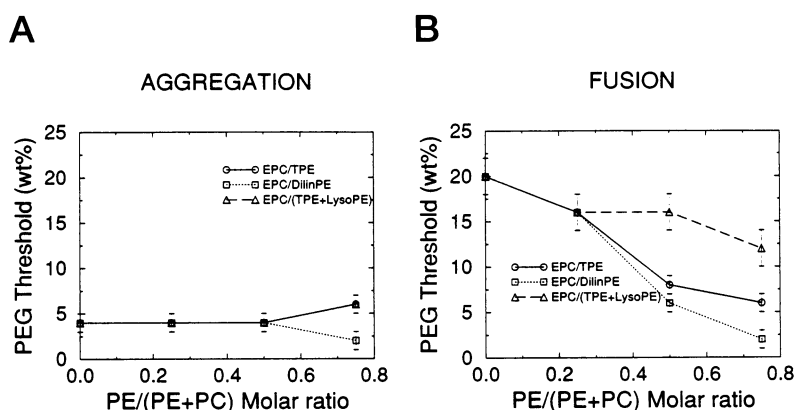 A
AGGREGATION
PEG Threshold (wt%)
25
20
15
10
5
0
EPC/TPE
EPC/DilinPE
EPC/(TPE+LysoPE)
0.0 0.2 0.4 0.6 0.8
PE/(PE+PC) Molar ratio
B
FUSION
PEG Threshold (wt%)
25
20
15
10
5
0
EPC/TPE
EPC/DilinPE
EPC/(TPE+LysoPE)
0.0 0.2 0.4 0.6 0.8
PE/(PE+PC) Molar ratio